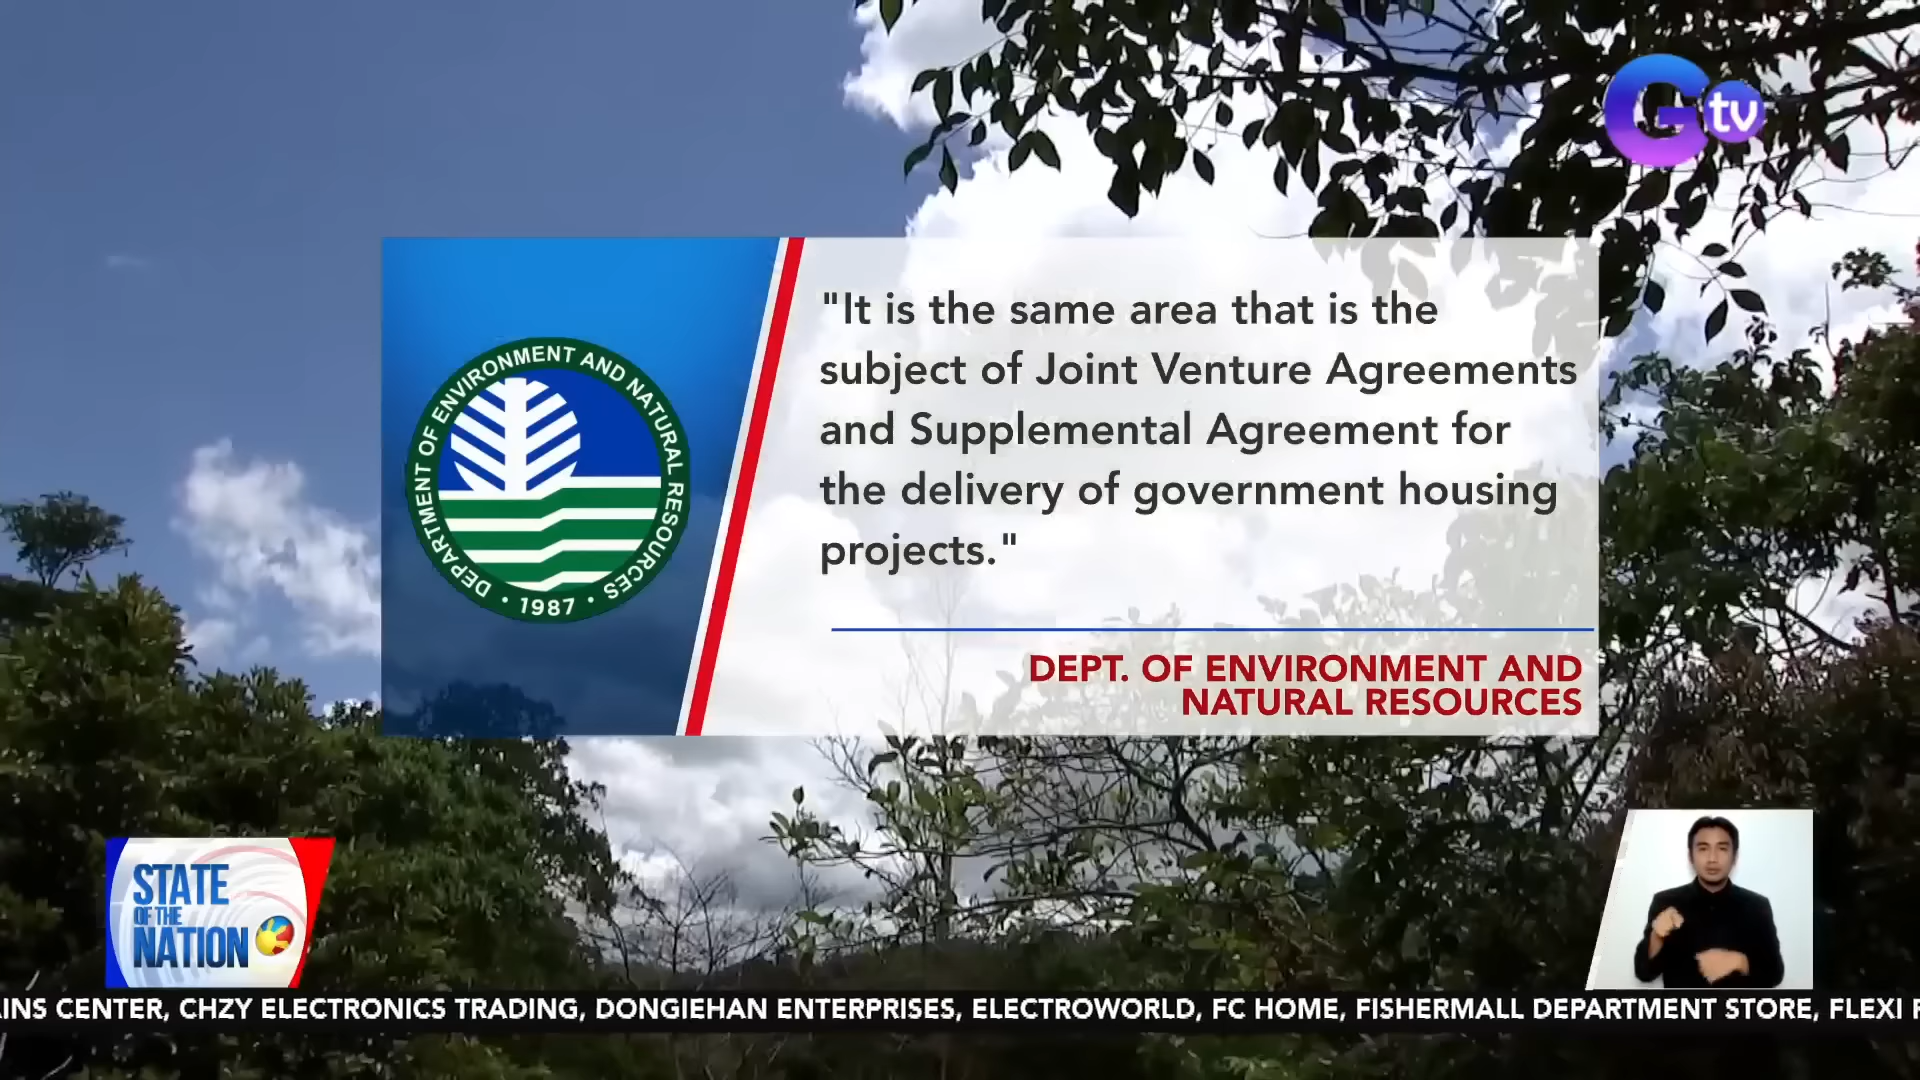 Gtv
"It is the same area that is the
subject of Joint Venture Agreements
and Supplemental Agreement for
the delivery of government housing
projects."
DEPARTMENT OF ENVIRONMENT AND NATURAL RESOURCES
• 1987 •
DEPT. OF ENVIRONMENT AND
NATURAL RESOURCES
STATE
OF THE
NATION
INS CENTER, CHZY ELECTRONICS TRADING, DONGIEHAN ENTERPRISES, ELECTROWORLD, FC HOME, FISHERMALL DEPARTMENT STORE, FLEXI